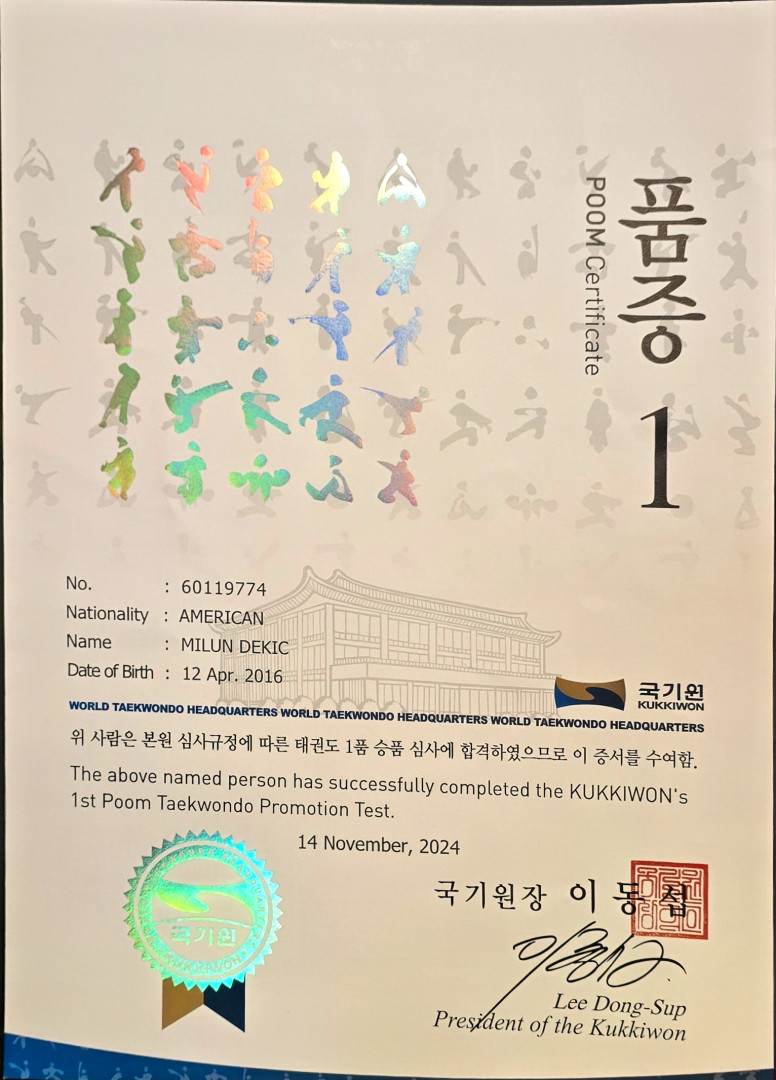 품증 1
POOM Certificate
No. : 60119774
Nationality : AMERICAN
Name : MILUN DEKIC
Date of Birth : 12 Apr. 2016
국기원
KUKKIWON
WORLD TAEKWONDO HEADQUARTERS WORLD TAEKWONDO HEADQUARTERS WORLD TAEKWONDO HEADQUARTERS
위 사람은 본원 심사규정에 따른 태권도 1품 승품 심사에 합격하였으므로 이 증서를 수여함.
The above named person has successfully completed the KUKKIWON's
1st Poom Taekwondo Promotion Test.
14 November, 2024
국기원장 이동섭
국기원
KUKKIWON
Lee Dong-Sup
President of the Kukkiwon